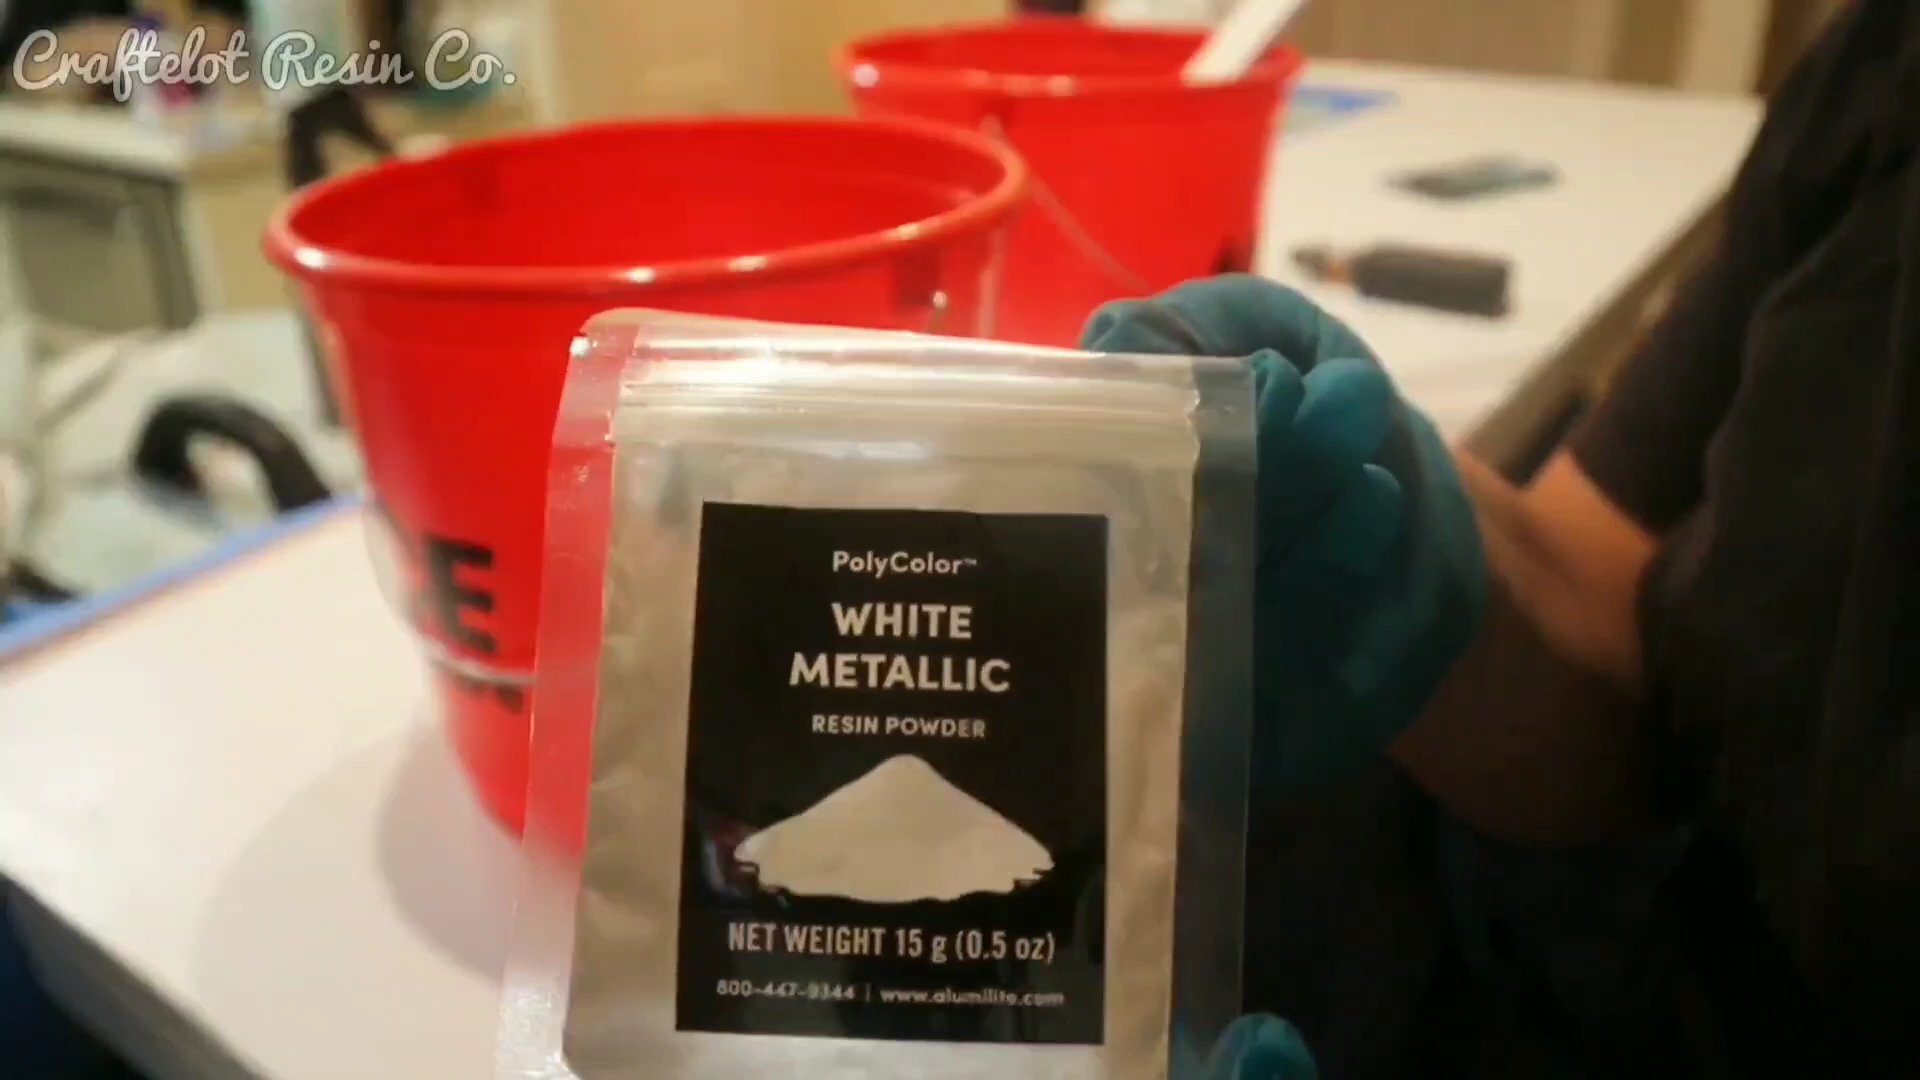 Craftelot Resin Co.
E
PolyColor™
WHITE
METALLIC
RESIN POWDER
NET WEIGHT 15 g (0.5 oz)
800-447-9344 | www.alumilite.com